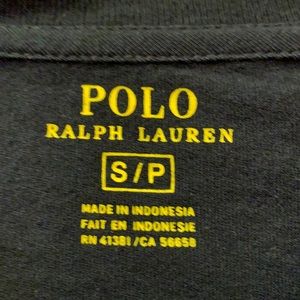 POLO
RALPH LAUREN
S/P
MADE IN INDONESIA
FAIT EN INDONESIE
RN 41381/CA 56658